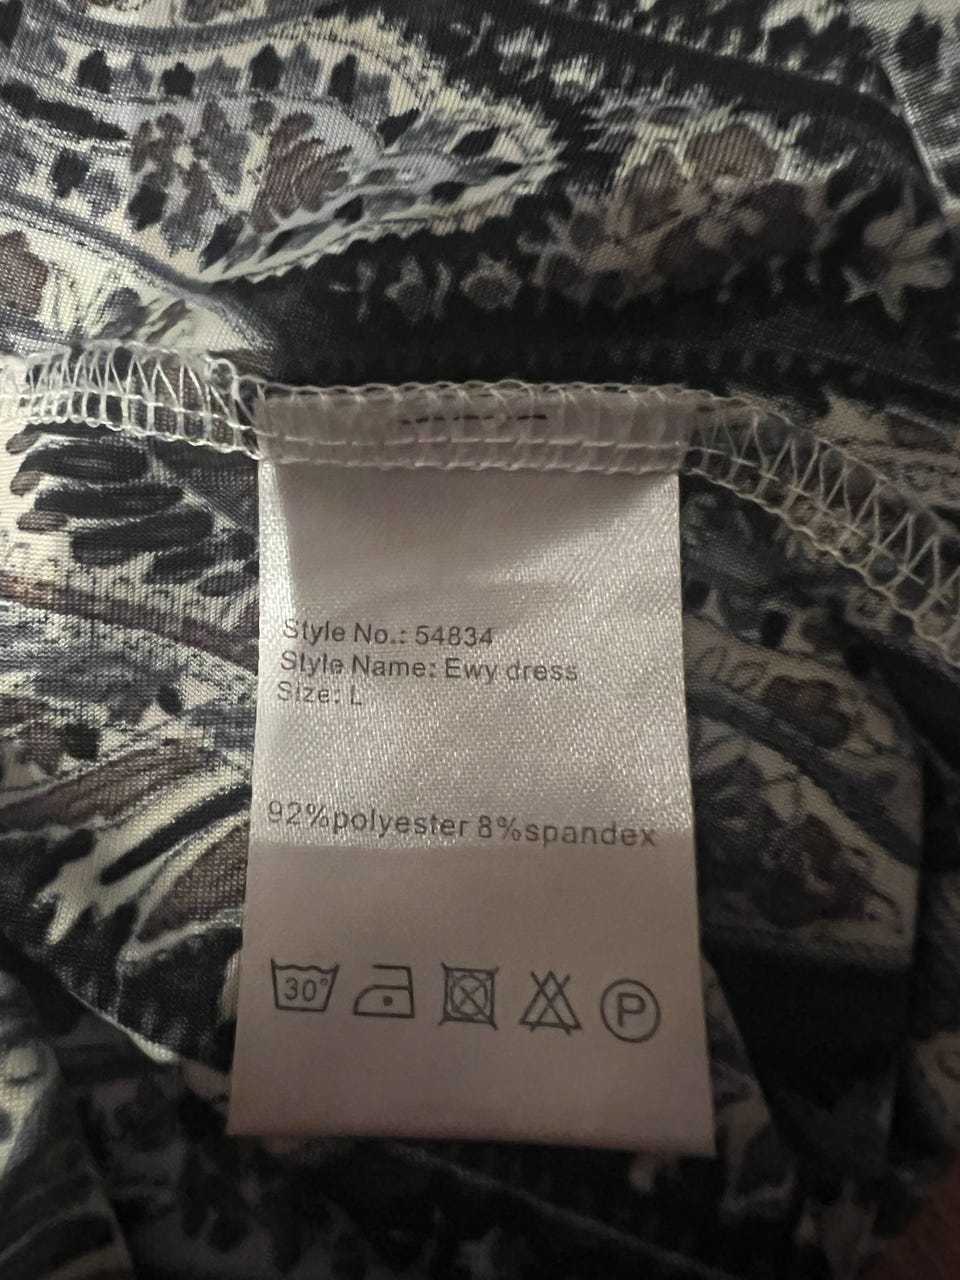 Style No.: 54834
Style Name: Ewy dress
Size: L
92%polyester 8%spandex
30°
P